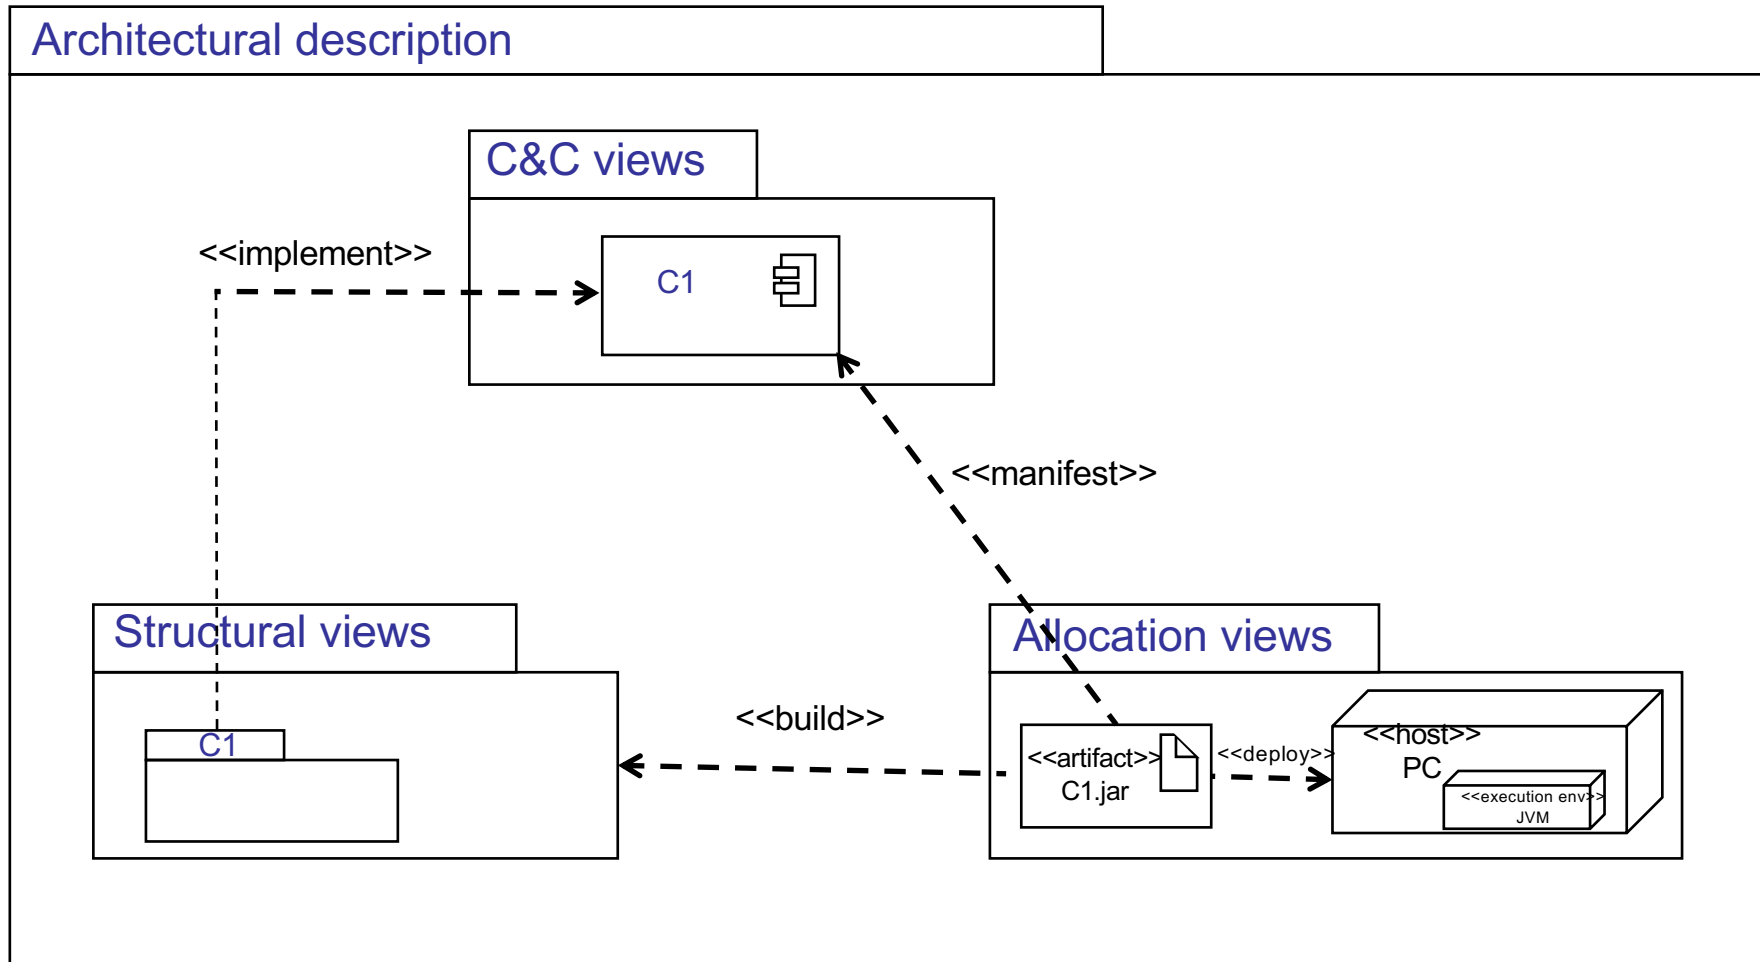 Architectural description
C&C views
<<implement>>
C1
<<manifest>>
Structural views
Allocation views
C1
<<build>>
<<artifact>>
C1.jar
<<deploy>>
<<host>>
PC
<<execution env>>
JVM